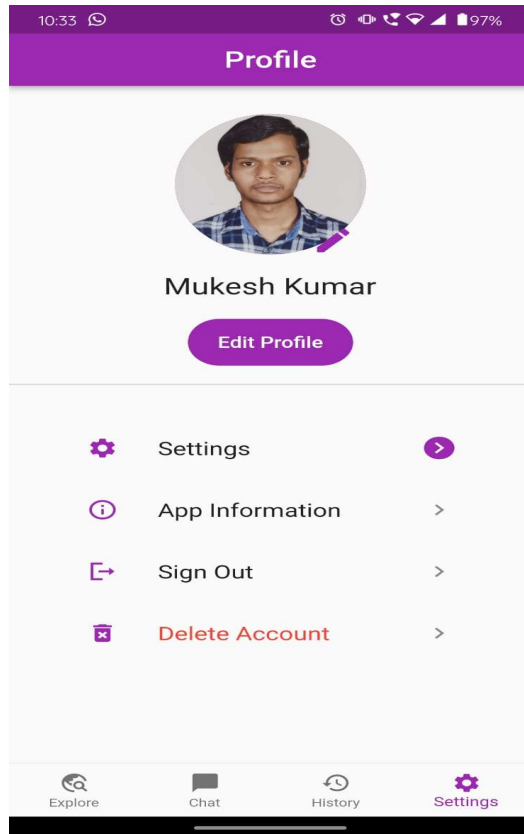 10:33 97%
Profile
Mukesh Kumar
Edit Profile
Settings
App Information
Sign Out
Delete Account
Explore Chat History Settings